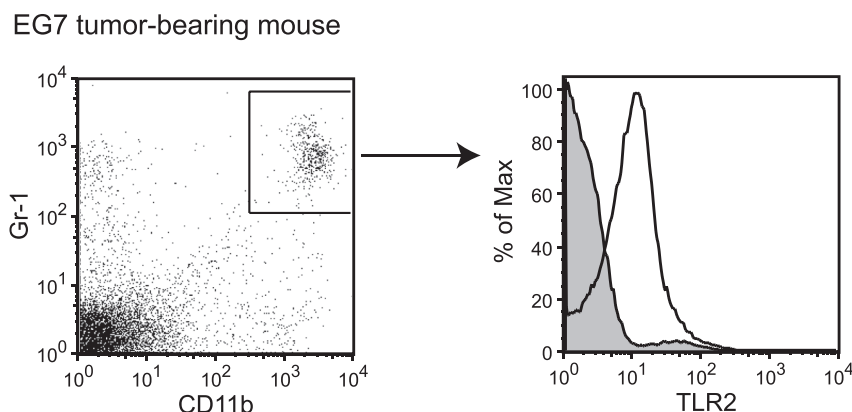 EG7 tumor-bearing mouse
10⁴
10³
10²
10¹
10⁰
Gr-1
10⁰ 10¹ 10² 10³ 10⁴
CD11b
100
80
60
40
20
0
% of Max
10⁰ 10¹ 10² 10³ 10⁴
TLR2